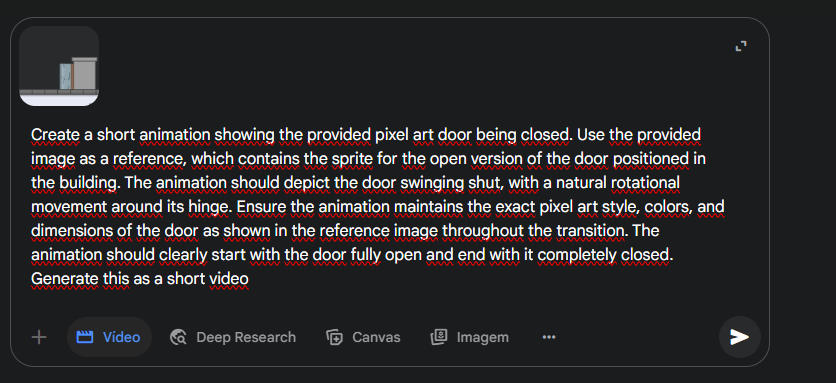 Create a short animation showing the provided pixel art door being closed. Use the provided
image as a reference, which contains the sprite for the open version of the door positioned in
the building. The animation should depict the door swinging shut, with a natural rotational
movement around its hinge. Ensure the animation maintains the exact pixel art style, colors, and
dimensions of the door as shown in the reference image throughout the transition. The
animation should clearly start with the door fully open and end with it completely closed.
Generate this as a short video
Vídeo Deep Research Canvas Imagem